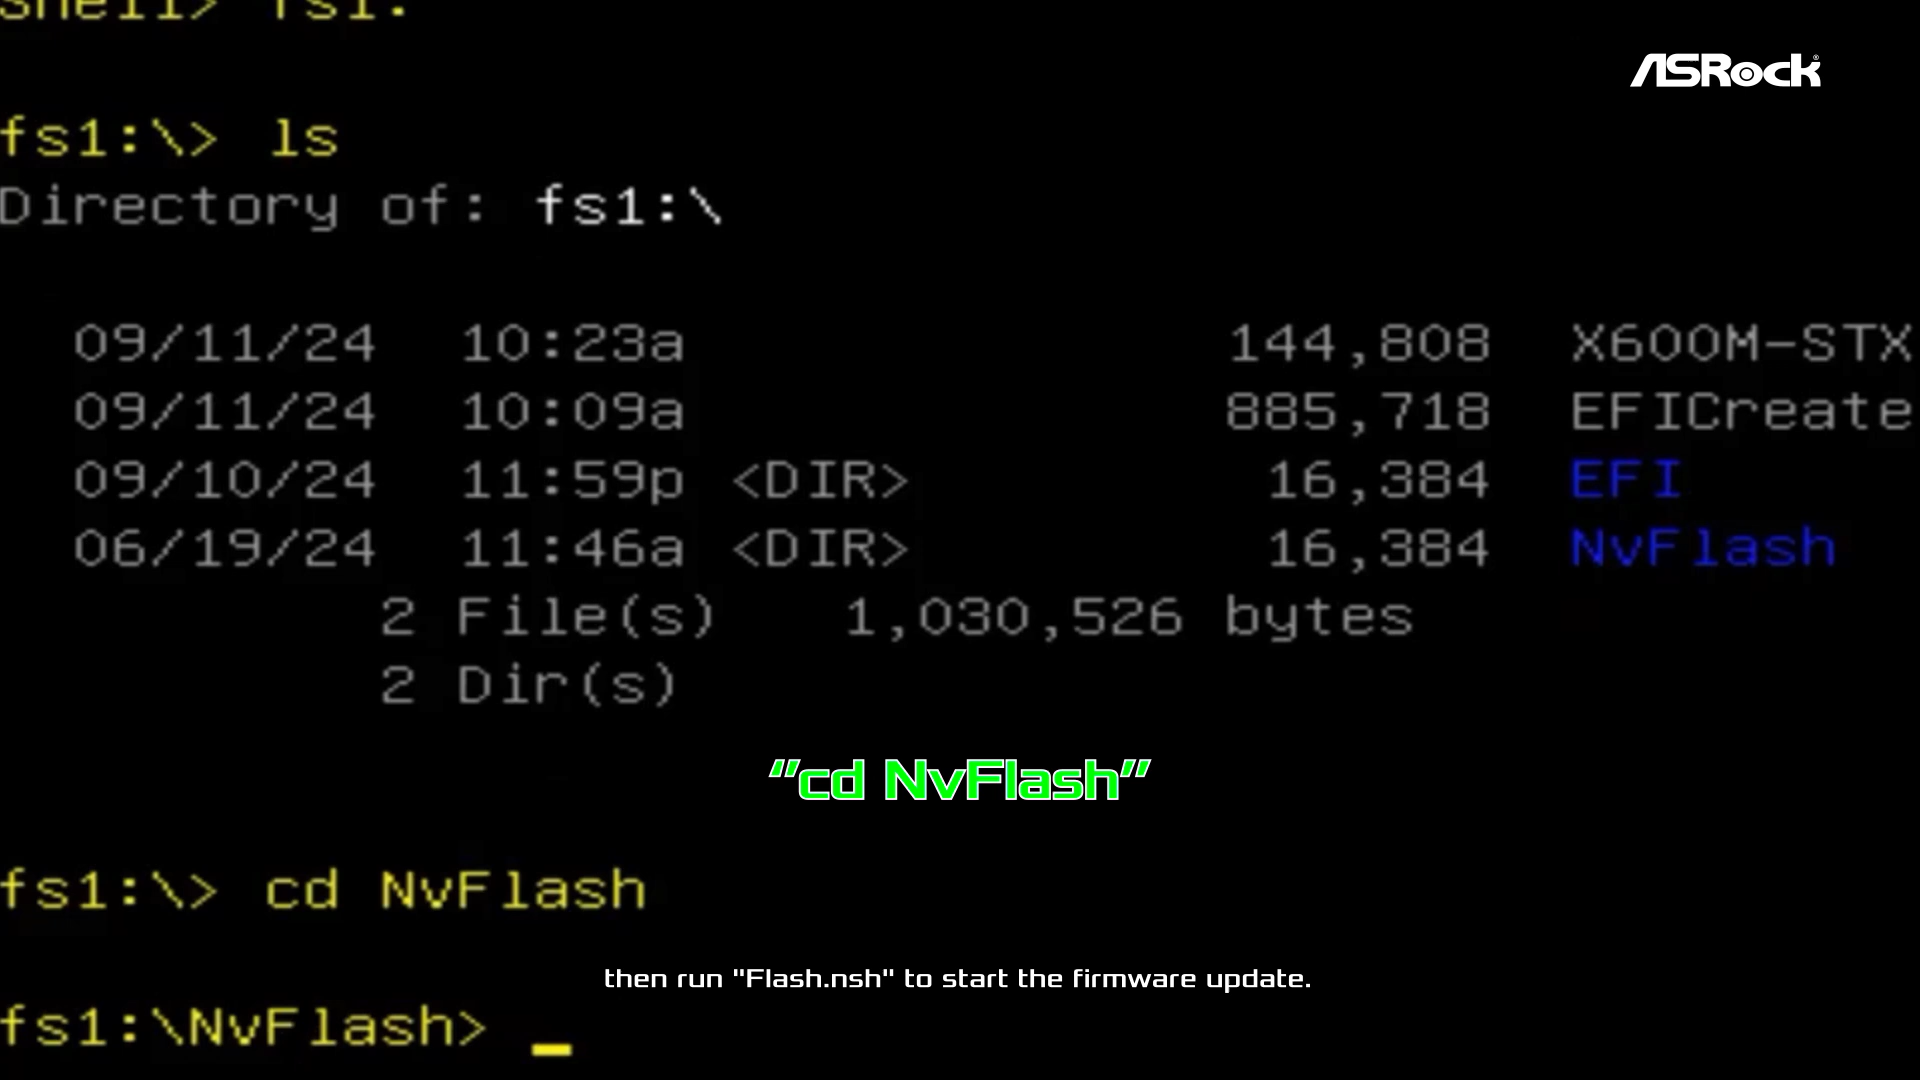 Shell> fs1:
ASRock
fs1:\> ls
Directory of: fs1:\
09/11/24 10:23a 144,808 X600M-STX
09/11/24 10:09a 885,718 EFICreate
09/10/24 11:59p <DIR> 16,384 EFI
06/19/24 11:46a <DIR> 16,384 NvFlash
2 File(s) 1,030,526 bytes
2 Dir(s)
"cd NvFlash"
fs1:\> cd NvFlash
then run "Flash.nsh" to start the firmware update.
fs1:\NvFlash> _